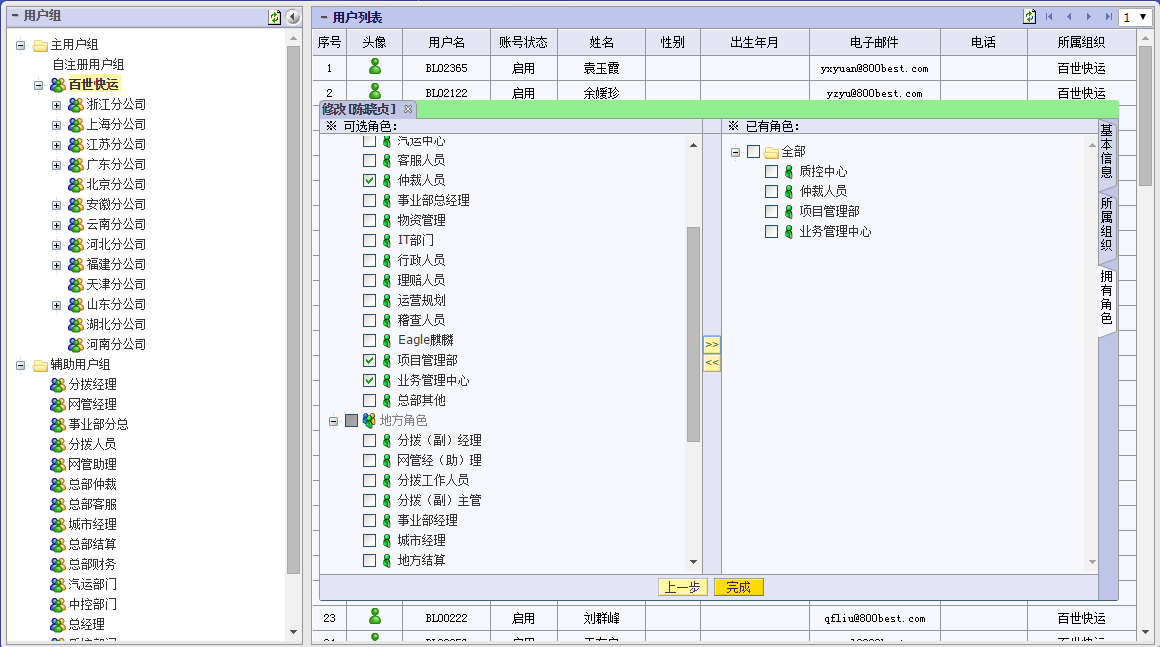 用户组
主用户组
自注册用户组
百世快运
浙江分公司
上海分公司
江苏分公司
广东分公司
北京分公司
安徽分公司
云南分公司
河北分公司
福建分公司
天津分公司
山东分公司
湖北分公司
河南分公司
辅助用户组
分拨经理
网管经理
事业部分总
分拨人员
网管助理
总部仲裁
总部客服
城市经理
总部结算
总部财务
汽运部门
中控部门
总经理
用户列表
1
序号 头像 用户名 账号状态 姓名 性别 出生年月 电子邮件 电话 所属组织
1 BL02365 启用 袁玉霞 yxyuan@800best.com 百世快运
2 BL02122 启用 余媛珍 yzyu@800best.com 百世快运
修改[陈晓贞]
※ 可选角色：
汽运中心
客服人员
仲裁人员
事业部总经理
物资管理
IT部门
行政人员
理赔人员
运营规划
稽查人员
Eagle麒麟
项目管理部
业务管理中心
总部其他
地方角色
分拨（副）经理
网管经（助）理
分拨工作人员
分拨（副）主管
事业部经理
城市经理
地方结算
>>
<<
※ 已有角色：
全部
质控中心
仲裁人员
项目管理部
业务管理中心
基本信息
所属组织
拥有角色
上一步 完成
23 BL00222 启用 刘群峰 qfliu@800best.com 百世快运